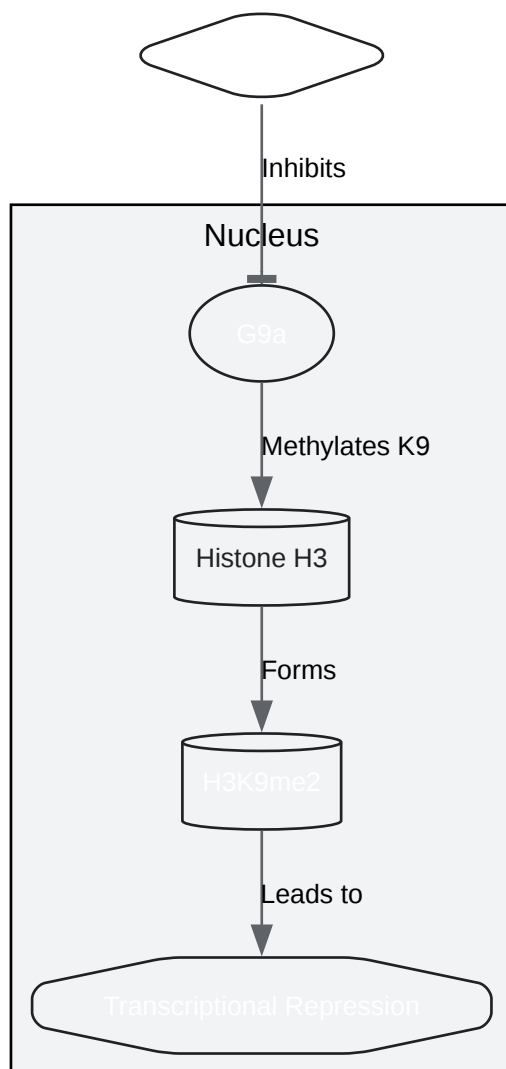 Inhibits
Nucleus
G9a
Methylates K9
Histone H3
Forms
H3K9me2
Leads to
Transcriptional Repression